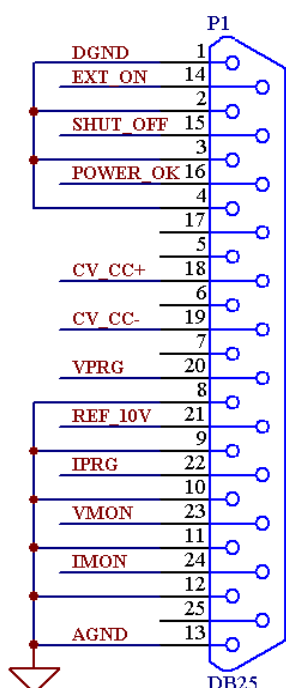 P1
DGND 1
EXT_ON 14
2
SHUT_OFF 15
3
POWER_OK 16
4
17
5
CV_CC+ 18
6
CV_CC- 19
7
VPRG 20
8
REF_10V 21
9
IPRG 22
10
VMON 23
11
IMON 24
12
25
AGND 13
DB25